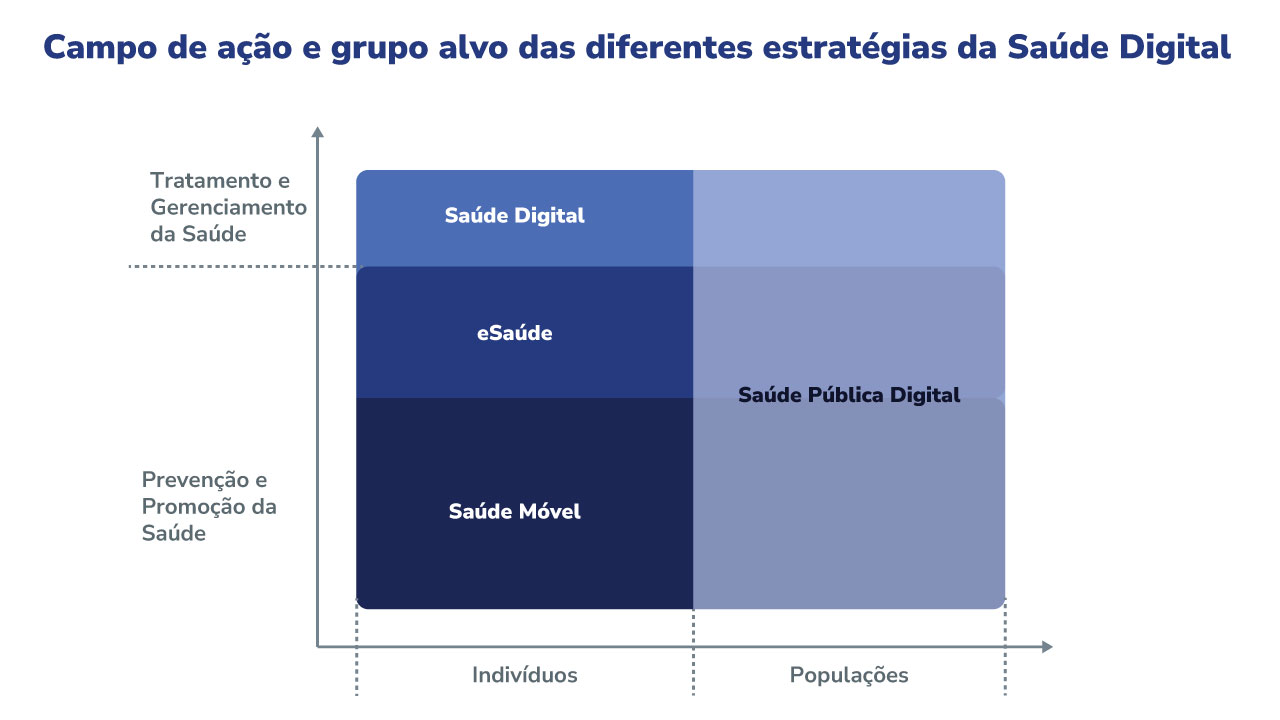 Campo de ação e grupo alvo das diferentes estratégias da Saúde Digital
Tratamento e
Gerenciamento
da Saúde
Saúde Digital
eSaúde
Saúde Pública Digital
Prevenção e
Promoção da
Saúde
Saúde Móvel
Indivíduos
Populações